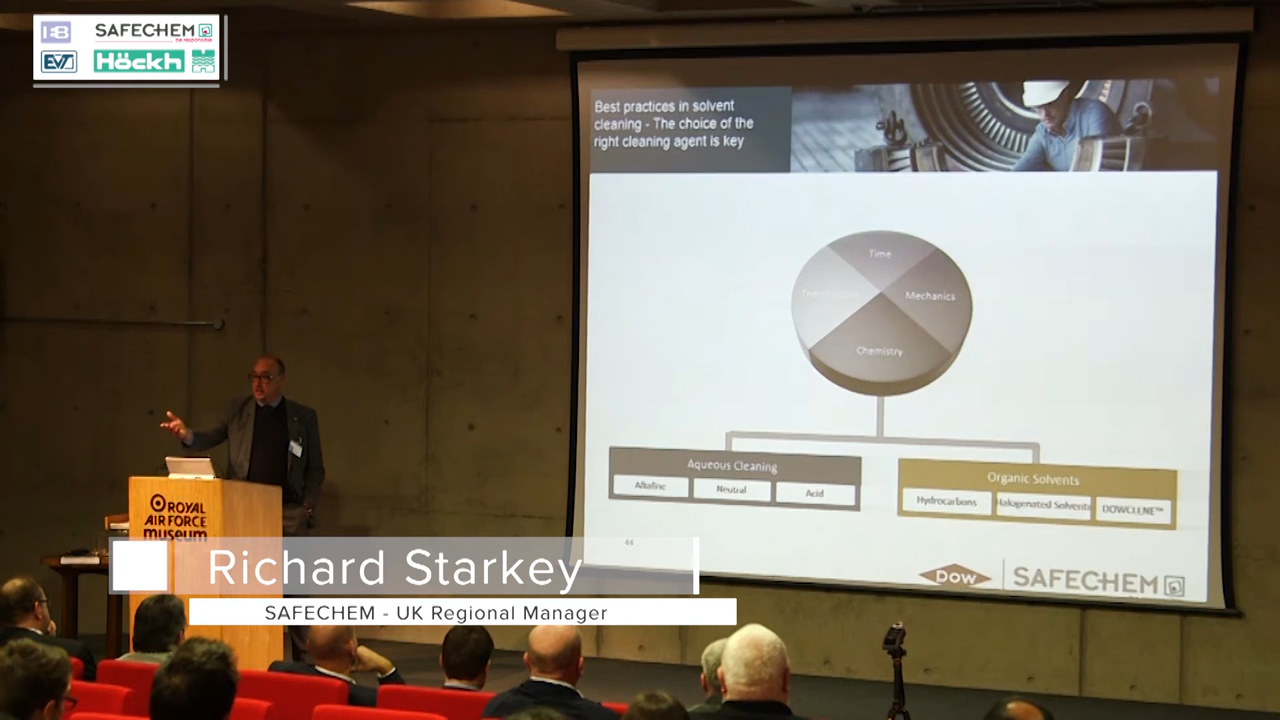 SAFECHEM
EVT
Höckh
Best practices in solvent
cleaning - The choice of the
right cleaning agent is key
Time
Mechanics
Chemistry
Aqueous Cleaning
Neutral
Acid
Organic Solvents
Hydrocarbons
Halogenated Solvents
DOWCLENE™
44
Dow
SAFECHEM
ROYAL
AIR FORCE
museum
Richard Starkey
SAFECHEM - UK Regional Manager